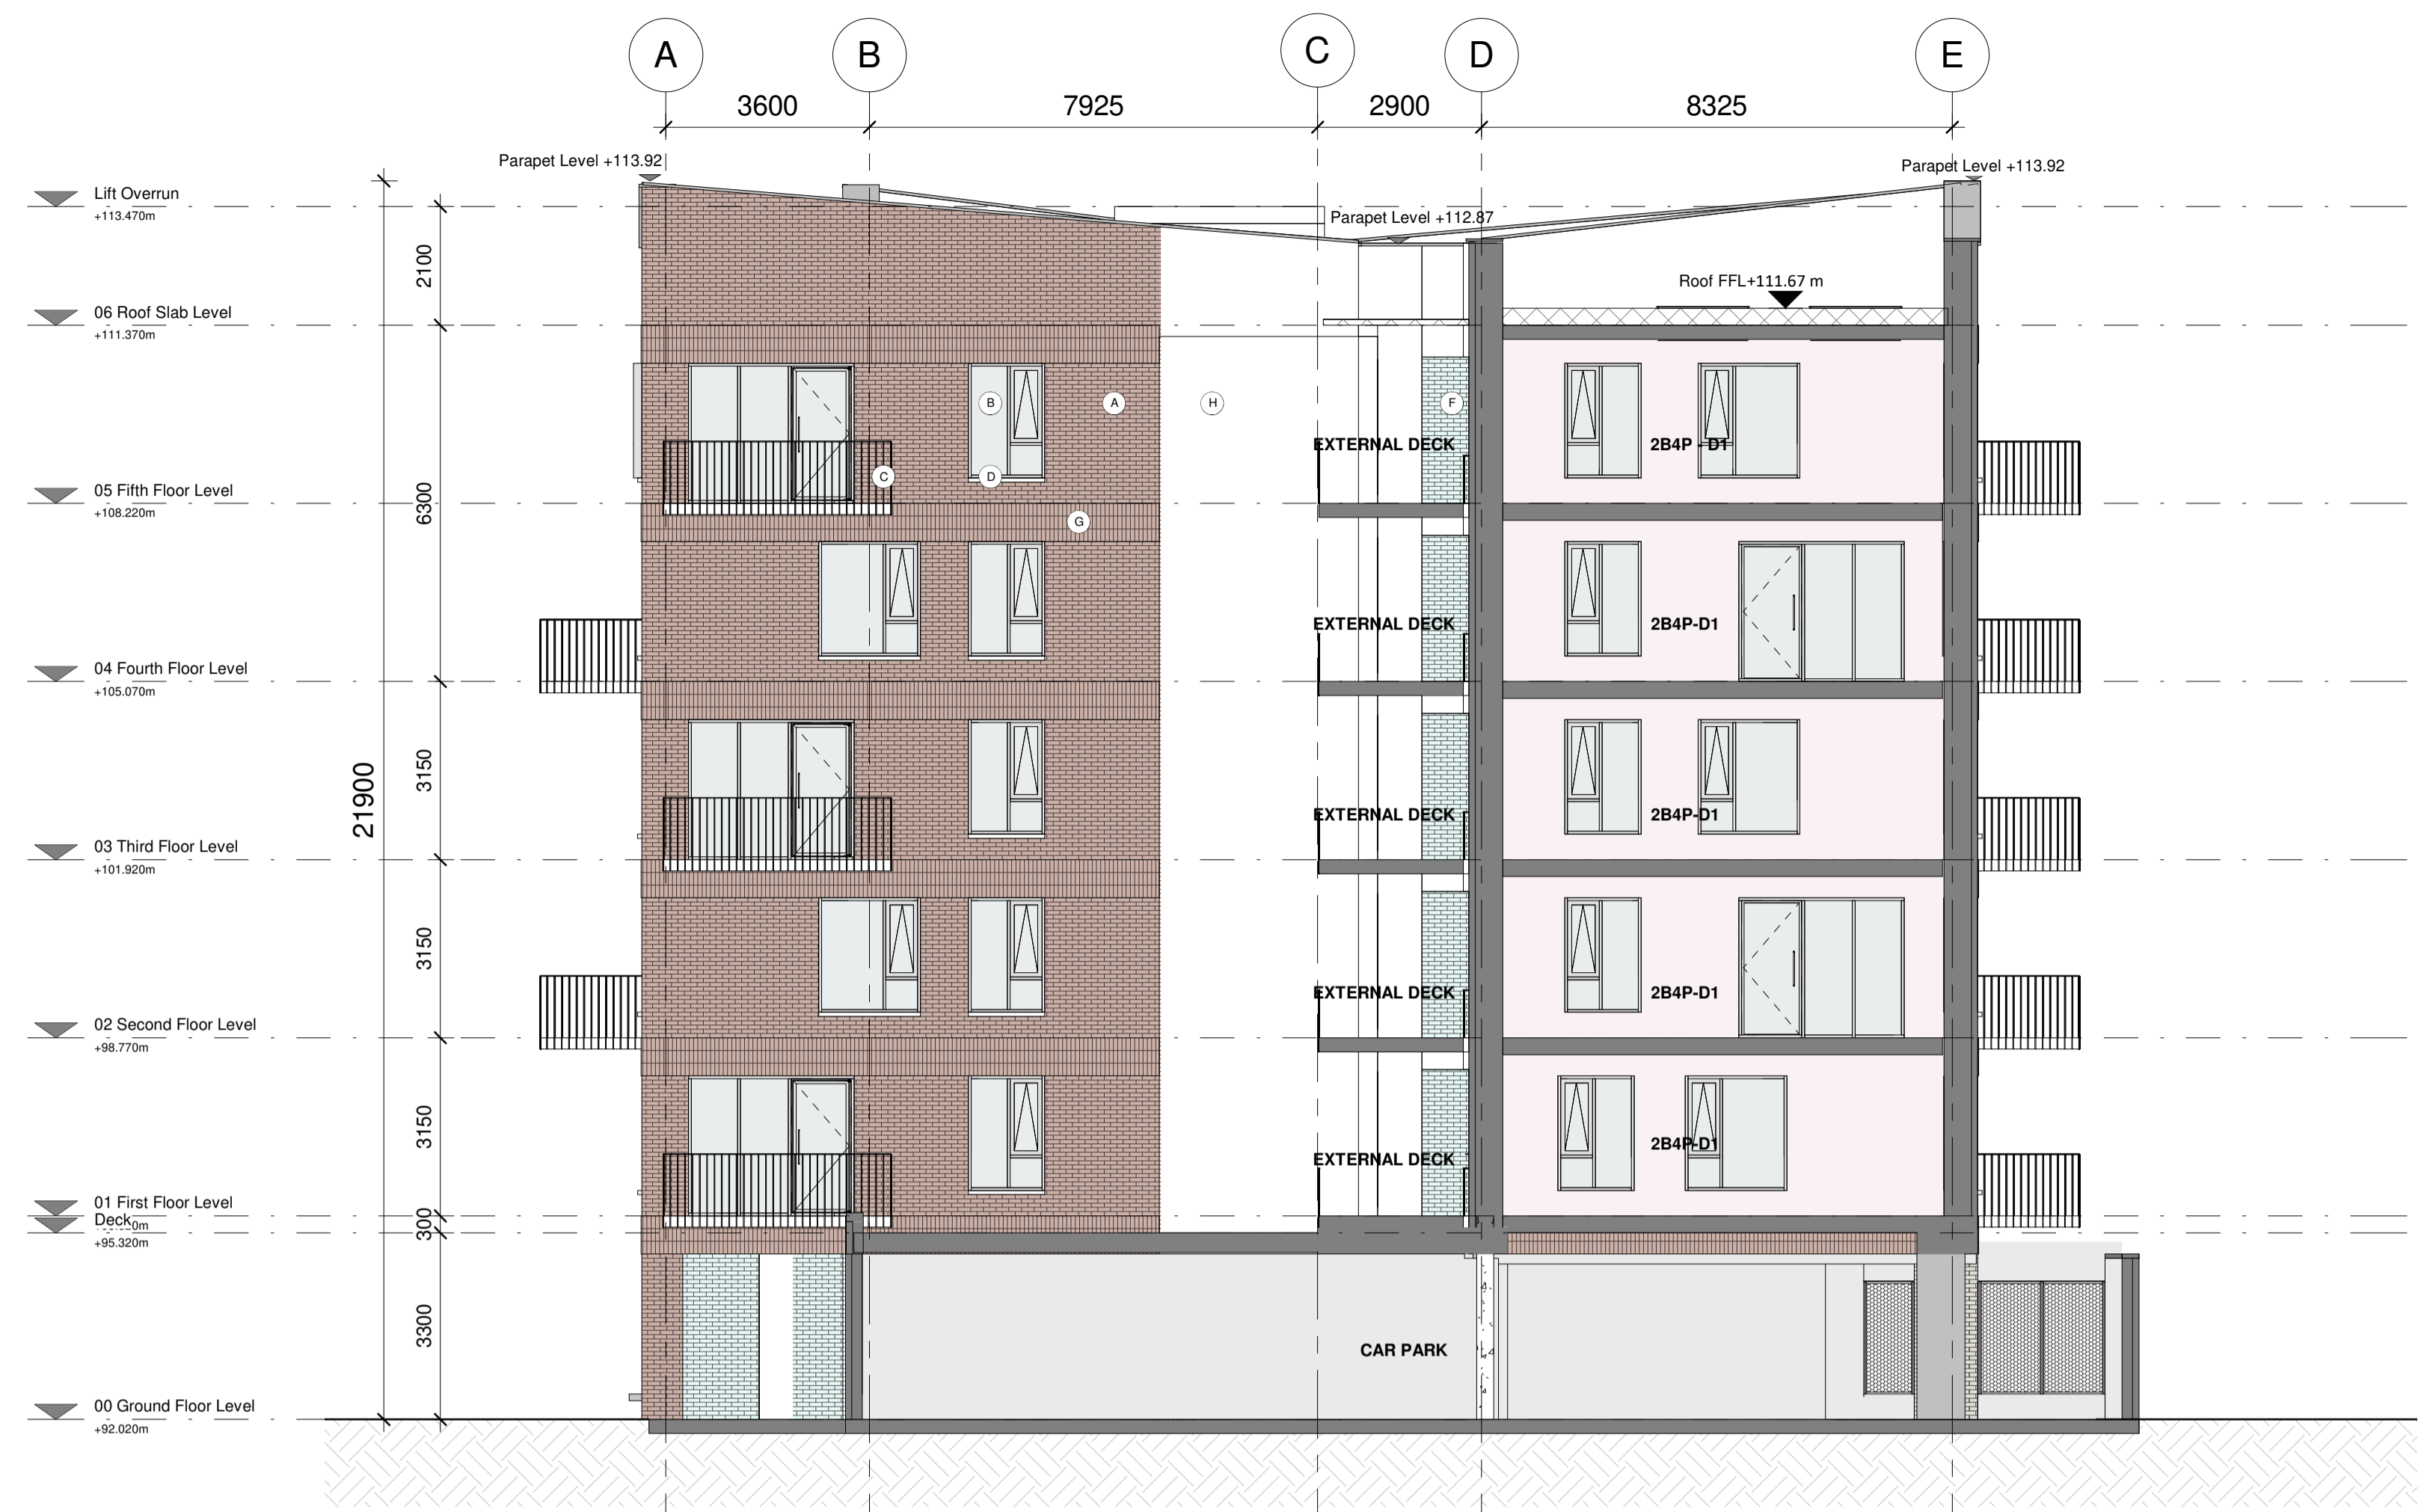 A B C D E
3600 7925 2900 8325
Parapet Level +113.92
Parapet Level +113.92
Lift Overrun
+113.470m
Parapet Level +112.87
2100
Roof FFL+111.67 m
06 Roof Slab Level
+111.370m
B A H F
EXTERNAL DECK
2B4P - D1
C D
05 Fifth Floor Level
+108.220m
6300
G
EXTERNAL DECK
2B4P-D1
04 Fourth Floor Level
+105.070m
21900
3150
EXTERNAL DECK
2B4P-D1
03 Third Floor Level
+101.920m
3150
EXTERNAL DECK
2B4P-D1
02 Second Floor Level
+98.770m
3150
2B4P-D1
EXTERNAL DECK
01 First Floor Level
Deck
0m
300
+95.320m
3300
CAR PARK
00 Ground Floor Level
+92.020m